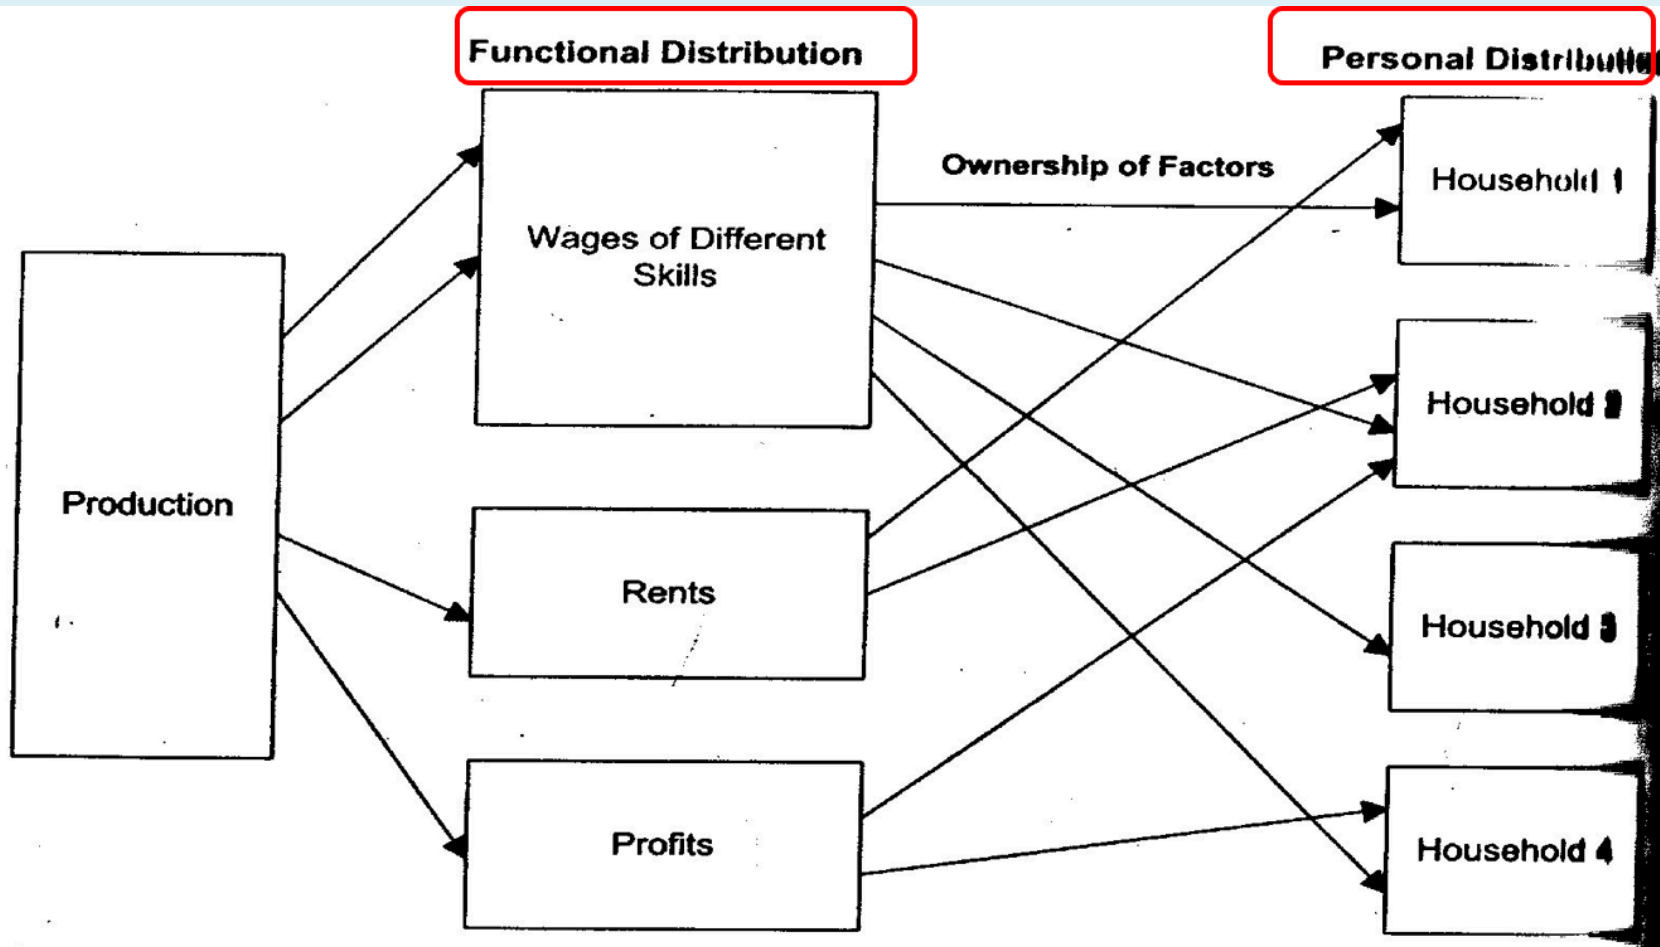 Functional Distribution
Personal Distribution
Ownership of Factors
Wages of Different
Skills
Production
Rents
Profits
Household 1
Household 2
Household 3
Household 4